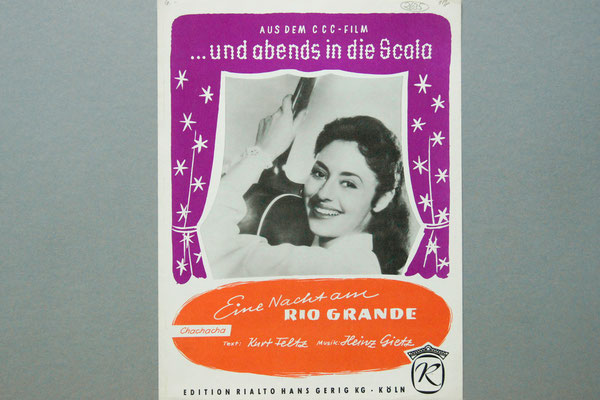 AUS DEM CCC-FILM
...und abends in die Scala
Eine Nacht am
RIO GRANDE
Chachacha
TEXT: Kurt Feltz MUSIK: Heinz Gietz
R
EDITION RIALTO HANS GERIG KG - KÖLN